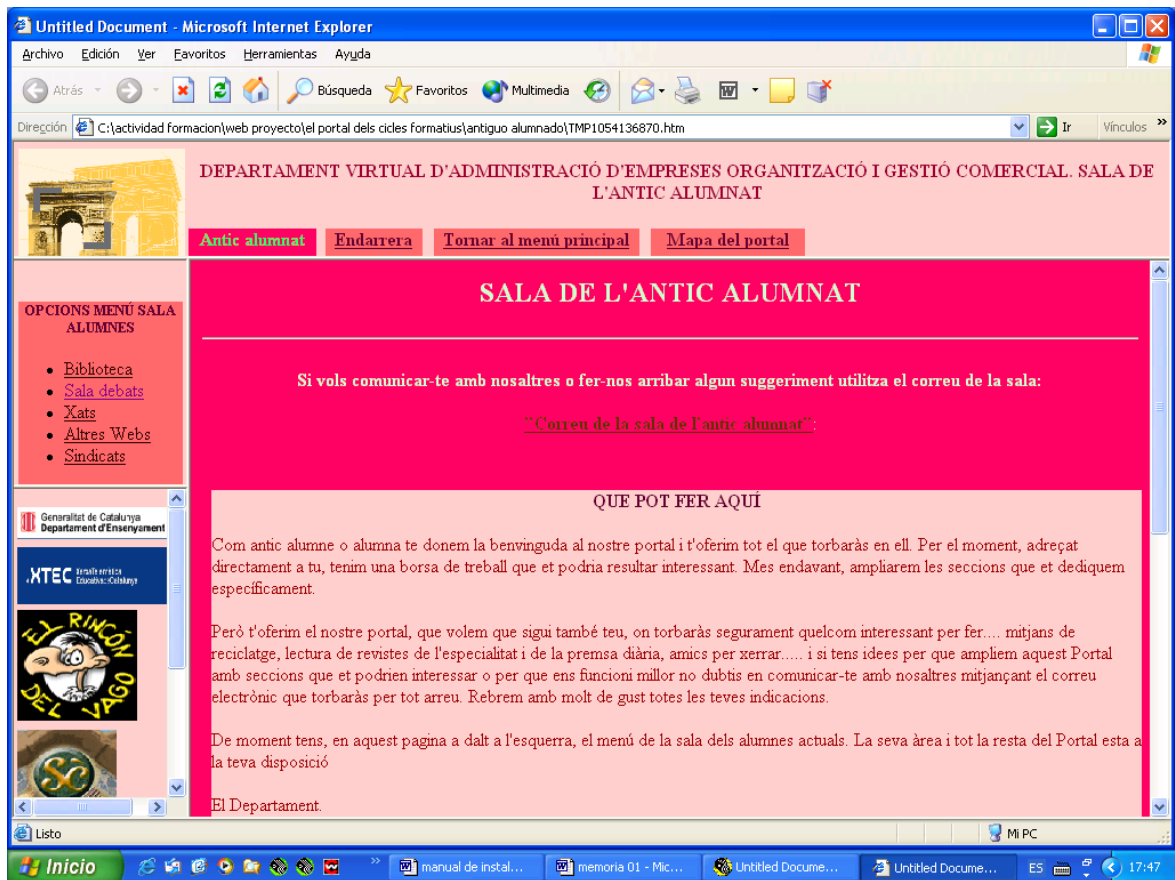 Untitled Document - Microsoft Internet Explorer
Archivo Edición Ver Favoritos Herramientas Ayuda
Atrás Búsqueda Favoritos Multimedia
Dirección C:\actividad formacion\web proyecto\el portal dels cicles formatius\antiguo alumnado\TMP1054136870.htm Ir Vínculos »
DEPARTAMENT VIRTUAL D'ADMINISTRACIÓ D'EMPRESES ORGANITZACIÓ I GESTIÓ COMERCIAL. SALA DE
L'ANTIC ALUMNAT
Antic alumnat Endarrera Tornar al menú principal Mapa del portal
OPCIONS MENÚ SALA
ALUMNES
Biblioteca
Sala debats
Xats
Altres Webs
Sindicats
Generalitat de Catalunya
Departament d'Ensenyament
XTEC
EL RINCÓN
DEL VAGO
Sc
SALA DE L'ANTIC ALUMNAT
Si vols comunicar-te amb nosaltres o fer-nos arribar algun suggeriment utilitza el correu de la sala:
"Correu de la sala de l'antic alumnat":
QUE POT FER AQUÍ
Com antic alumne o alumna te donem la benvinguda al nostre portal i t'oferim tot el que torbaràs en ell. Per el moment, adreçat
directament a tu, tenim una borsa de treball que et podria resultar interessant. Mes endavant, ampliarem les seccions que et dediquem
específicament.
Però t'oferim el nostre portal, que volem que sigui també teu, on torbaràs segurament quelcom interessant per fer.... mitjans de
reciclatge, lectura de revistes de l'especialitat i de la premsa diària, amics per xerrar..... i si tens idees per que ampliem aquest Portal
amb seccions que et podrien interessar o per que ens funcioni millor no dubtis en comunicar-te amb nosaltres mitjançant el correu
electrònic que torbaràs per tot arreu. Rebrem amb molt de gust totes les teves indicacions.
De moment tens, en aquest pagina a dalt a l'esquerra, el menú de la sala dels alumnes actuals. La seva àrea i tot la resta del Portal esta a
la teva disposició
El Departament.
Listo Mi PC
Inicio » manual de instal... memoria 01 - Mic... Untitled Docume... Untitled Docume... ES 17:47